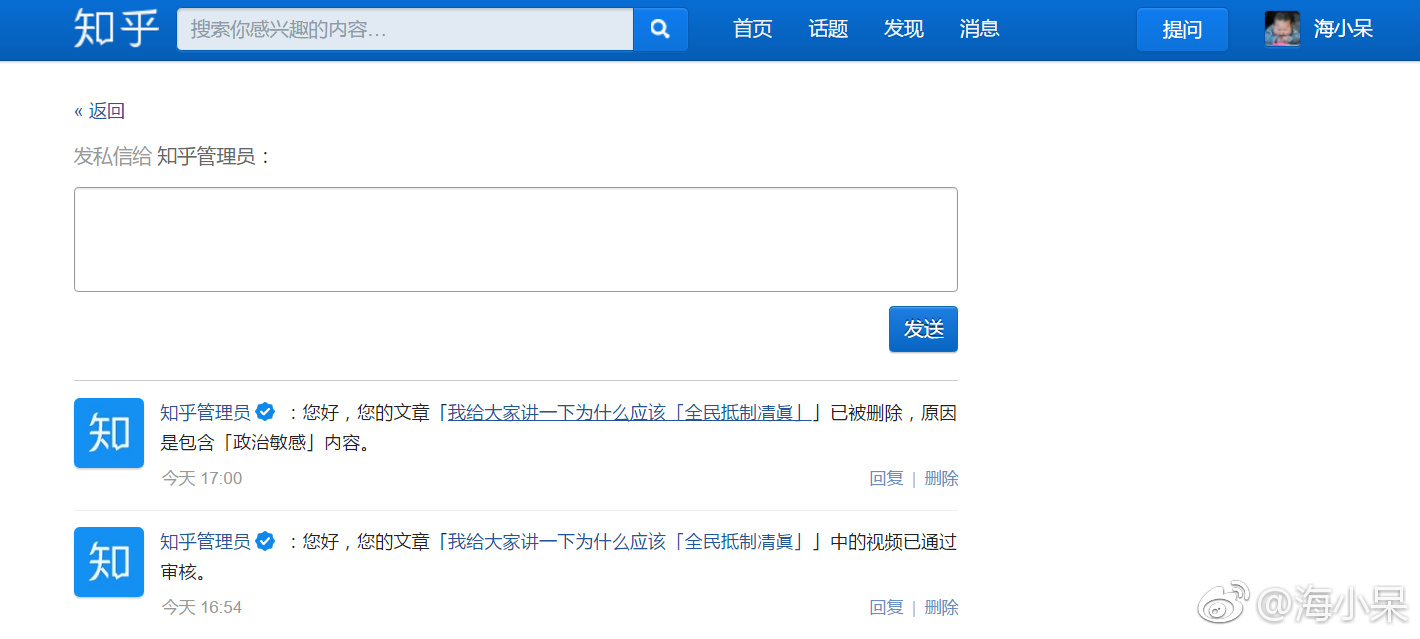 知乎 搜索你感兴趣的内容... 首页 话题 发现 消息 提问 海小呆
« 返回
发私信给 知乎管理员：
发送
知 知乎管理员 ：您好，您的文章「我给大家讲一下为什么应该「全民抵制清眞」」已被删除，原因
是包含「政治敏感」内容。
今天 17:00 回复 | 删除
知 知乎管理员 ：您好，您的文章「我给大家讲一下为什么应该「全民抵制清眞」」中的视频已通过
审核。
今天 16:54 回复 | 删除
@海小呆